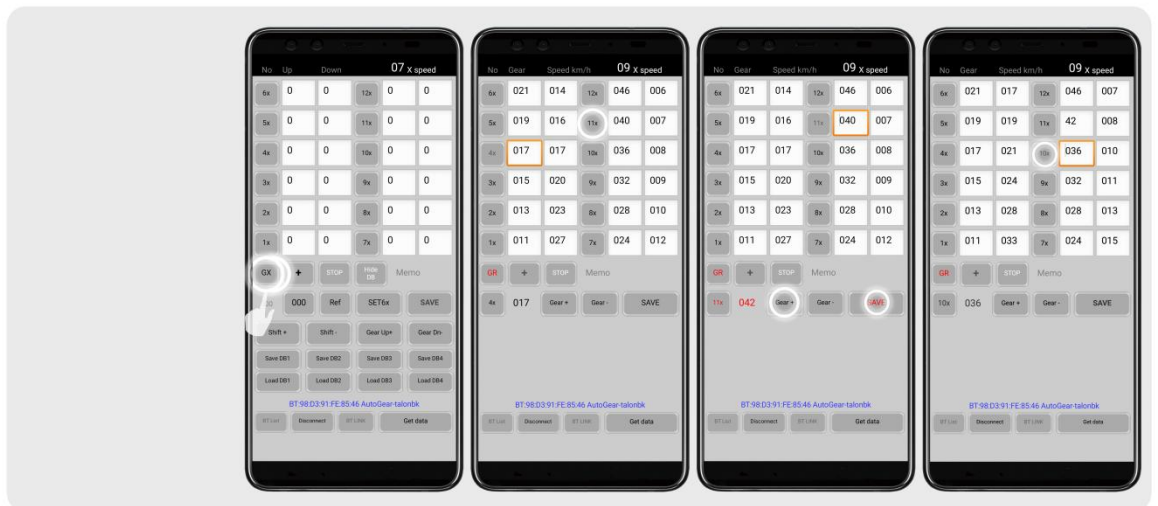 No Up Down 07 X speed
6x 0 0 12x 0 0
5x 0 0 11x 0 0
4x 0 0 10x 0 0
3x 0 0 9x 0 0
2x 0 0 8x 0 0
1x 0 0 7x 0 0
GX + STOP Hide DB Memo
000 Ref SET6x SAVE
Shift + Shift - Gear Up+ Gear Dn-
Save DB1 Save DB2 Save DB3 Save DB4
Load DB1 Load DB2 Load DB3 Load DB4
BT:98:D3:91:FE:85:46 AutoGear-talonbk
BT List Disconnect BT LINK Get data
No Gear Speed km/h 09 X speed
6x 021 014 12x 046 006
5x 019 016 11x 040 007
4x 017 017 10x 036 008
3x 015 020 9x 032 009
2x 013 023 8x 028 010
1x 011 027 7x 024 012
GR + STOP Memo
4x 017 Gear + Gear - SAVE
BT:98:D3:91:FE:85:46 AutoGear-talonbk
BT List Disconnect BT LINK Get data
No Gear Speed km/h 09 X speed
6x 021 014 12x 046 006
5x 019 016 11x 040 007
4x 017 017 10x 036 008
3x 015 020 9x 032 009
2x 013 023 8x 028 010
1x 011 027 7x 024 012
GR + STOP Memo
11x 042 Gear + Gear - SAVE
BT:98:D3:91:FE:85:46 AutoGear-talonbk
BT List Disconnect BT LINK Get data
No Gear Speed km/h 09 X speed
6x 021 017 12x 046 007
5x 019 019 11x 42 008
4x 017 021 10x 036 010
3x 015 024 9x 032 011
2x 013 028 8x 028 013
1x 011 033 7x 024 015
GR + STOP Memo
10x 036 Gear + Gear - SAVE
BT:98:D3:91:FE:85:46 AutoGear-talonbk
BT List Disconnect BT LINK Get data